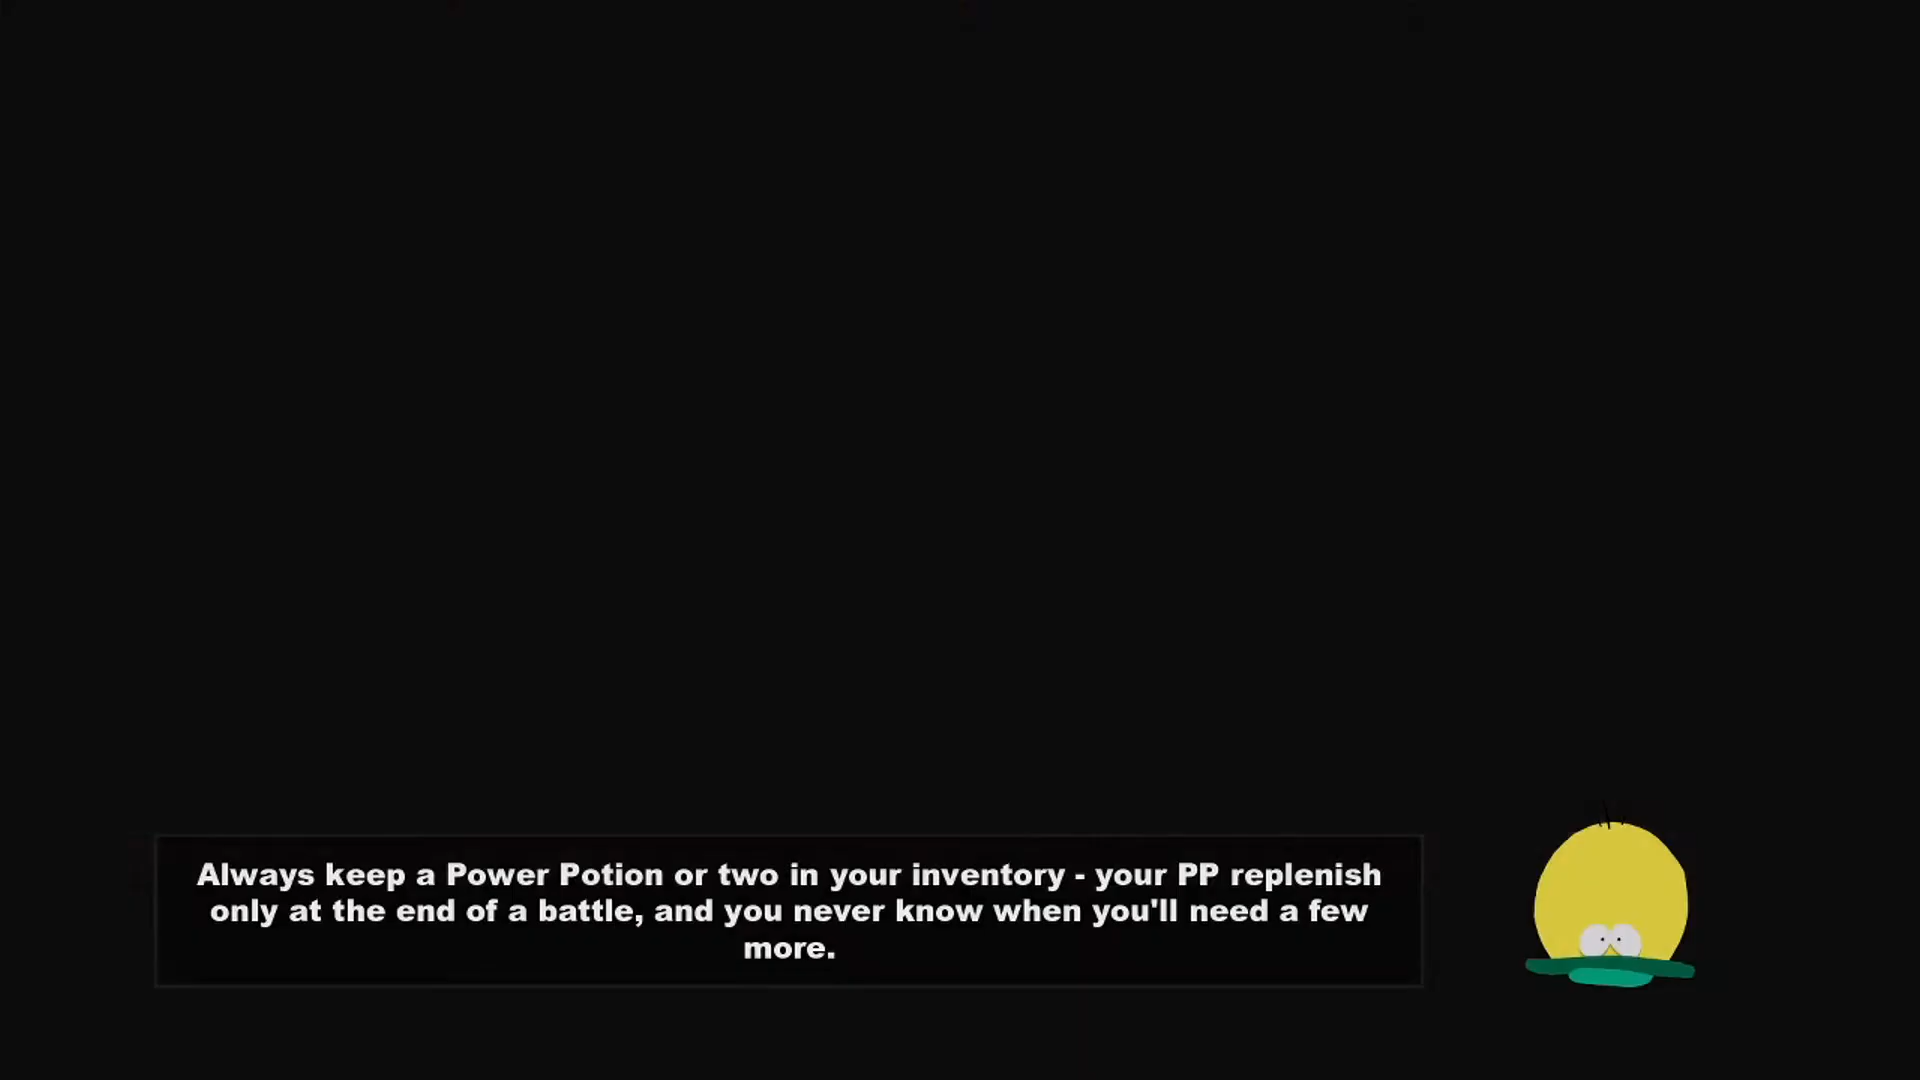 Always keep a Power Potion or two in your inventory - your PP replenish
only at the end of a battle, and you never know when you'll need a few
more.